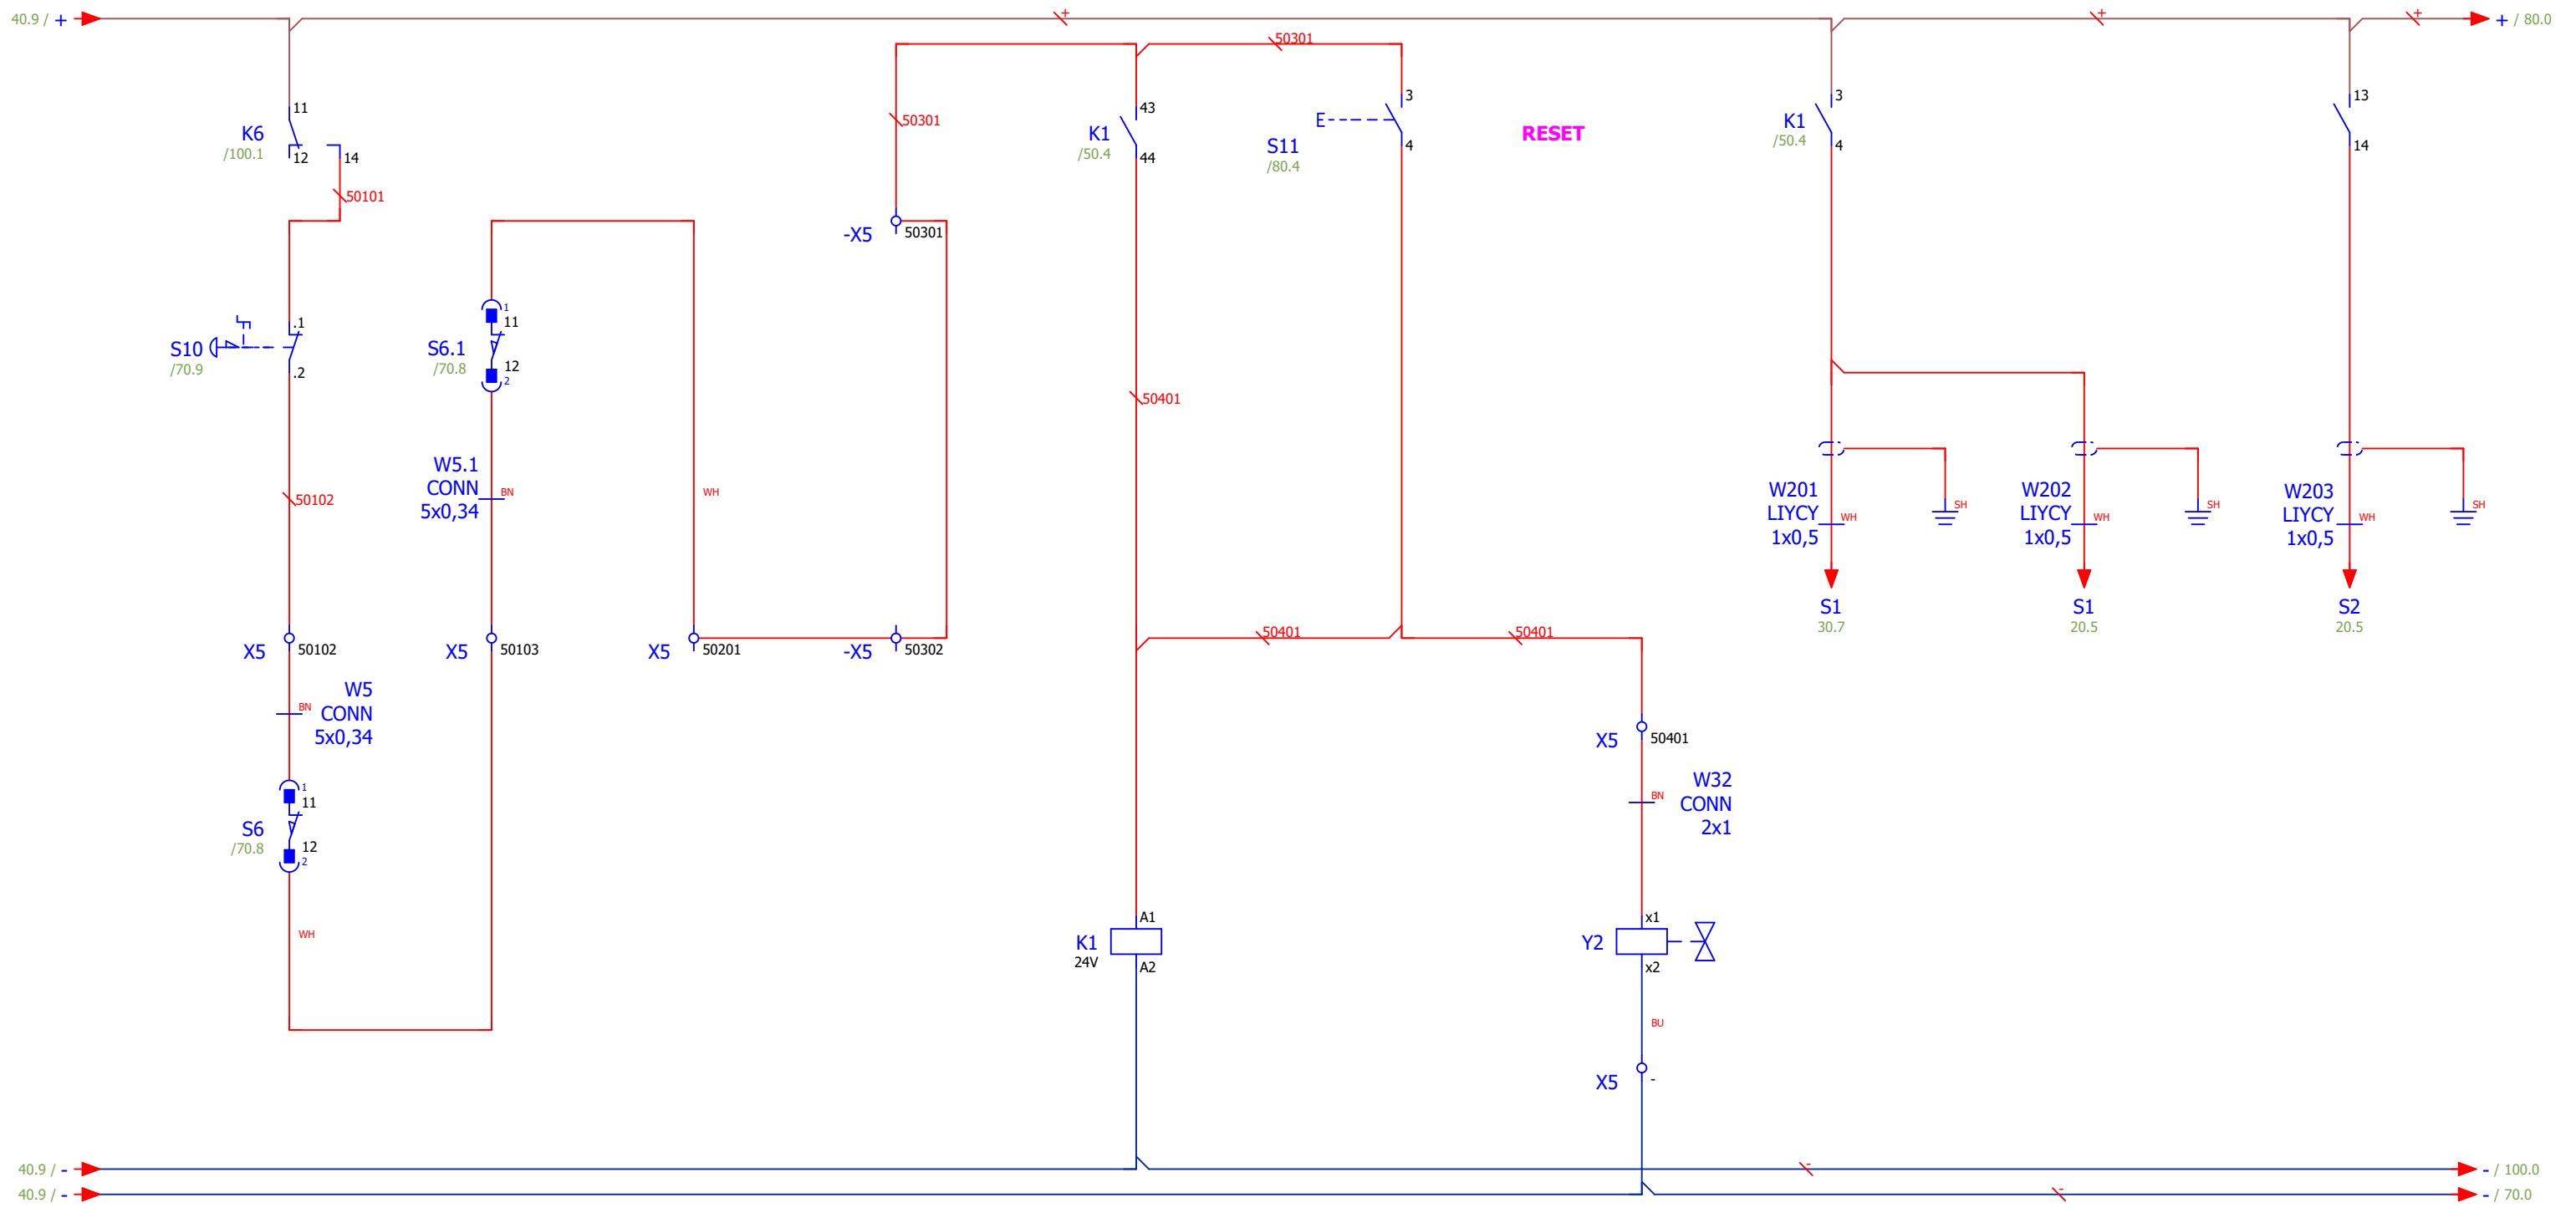 40.9 / +
+
+
+
+ / 80.0
50301
50301
11
K6
/100.1
12
14
50101
43
K1
/50.4
44
3
E
S11
/80.4
4
RESET
3
K1
/50.4
4
13
14
-X5
50301
.1
S10
/70.9
.2
1
11
S6.1
/70.8
12
2
50401
W5.1
CONN
5x0,34
BN
WH
50102
W201
LIYCY
1x0,5
WH
SH
W202
LIYCY
1x0,5
WH
SH
W203
LIYCY
1x0,5
WH
SH
S1
30.7
S1
20.5
S2
20.5
X5
50102
X5
50103
X5
50201
-X5
50302
50401
50401
W5
CONN
5x0,34
BN
X5
50401
W32
CONN
2x1
BN
1
11
S6
/70.8
12
2
WH
A1
K1
24V
A2
x1
Y2
x2
BU
X5
-
40.9 / -
-
- / 100.0
40.9 / -
-
- / 70.0